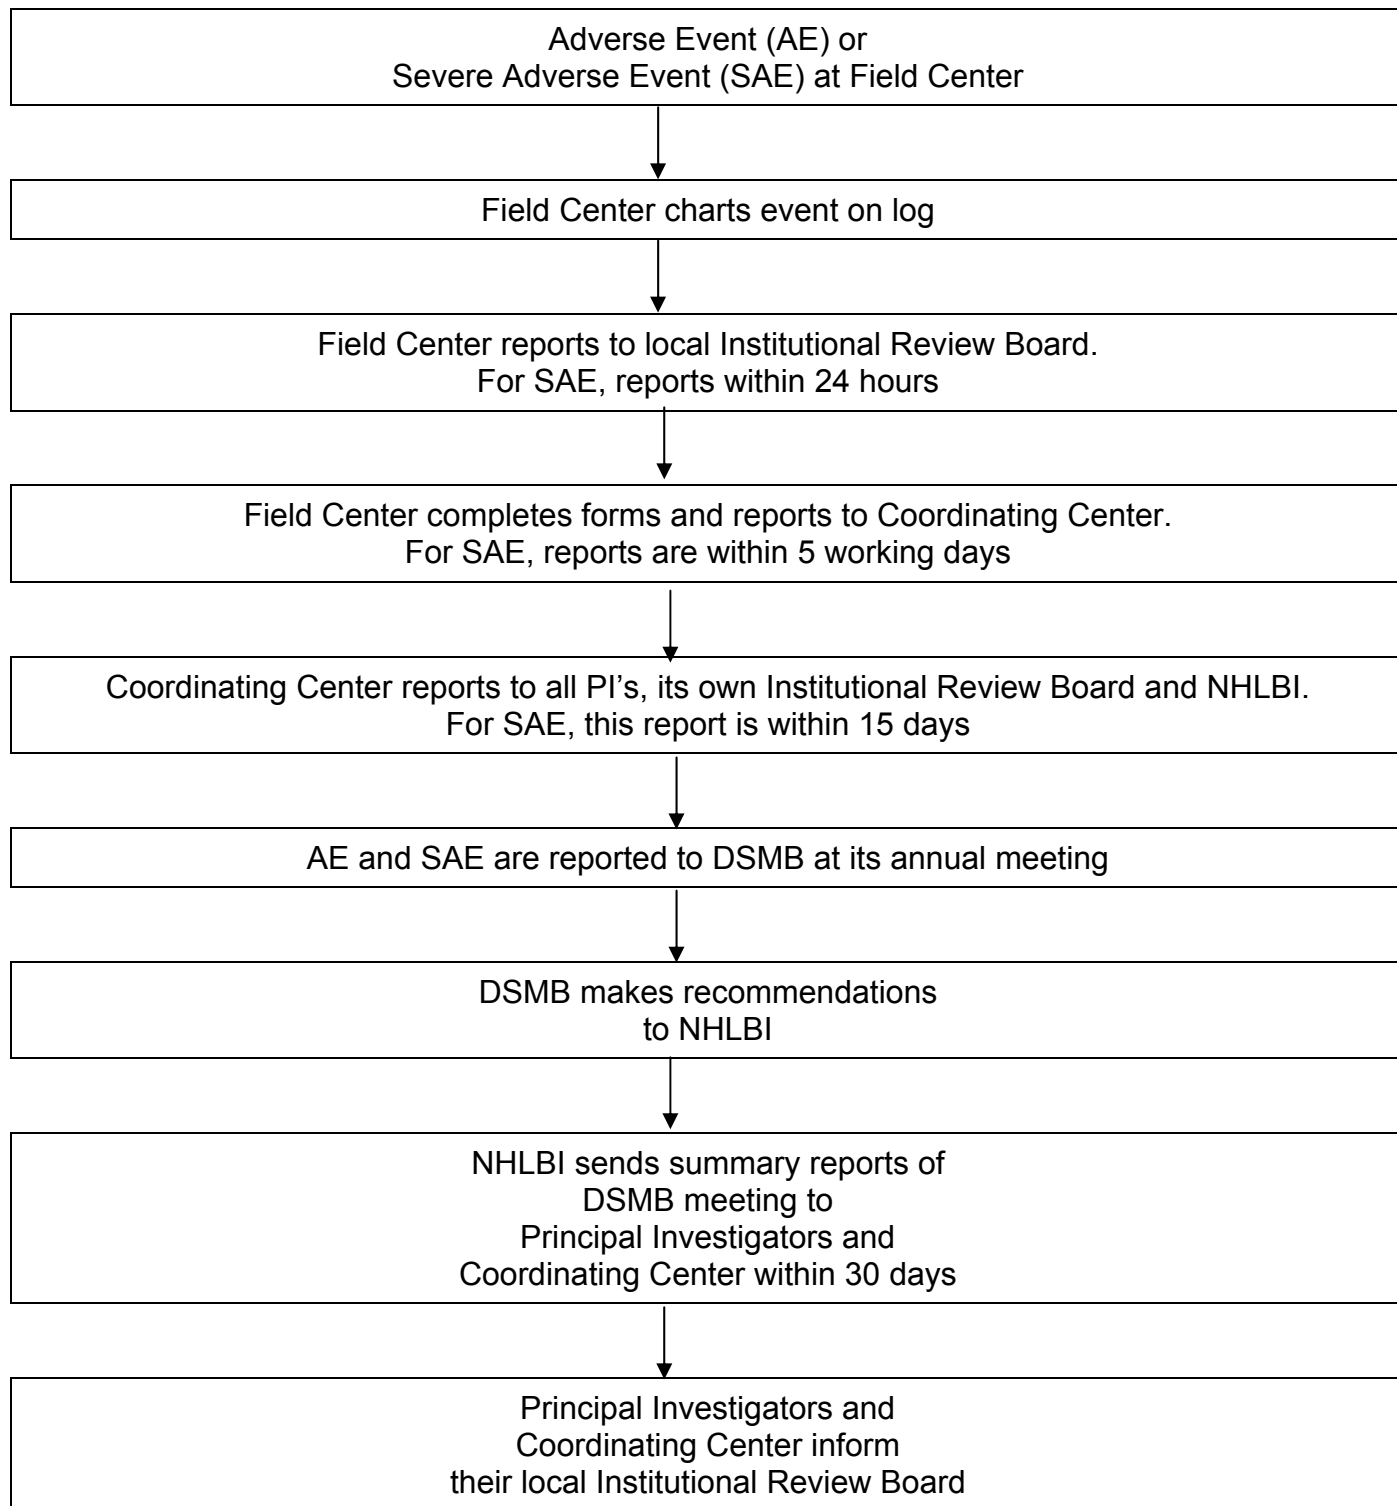 Adverse Event (AE) or
Severe Adverse Event (SAE) at Field Center
Field Center charts event on log
Field Center reports to local Institutional Review Board.
For SAE, reports within 24 hours
Field Center completes forms and reports to Coordinating Center.
For SAE, reports are within 5 working days
Coordinating Center reports to all PI's, its own Institutional Review Board and NHLBI.
For SAE, this report is within 15 days
AE and SAE are reported to DSMB at its annual meeting
DSMB makes recommendations
to NHLBI
NHLBI sends summary reports of
DSMB meeting to
Principal Investigators and
Coordinating Center within 30 days
Principal Investigators and
Coordinating Center inform
their local Institutional Review Board